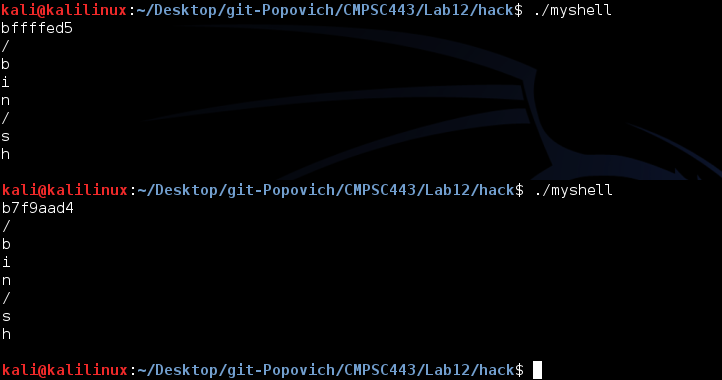 kali@kalilinux:~/Desktop/git-Popovich/CMPSC443/Lab12/hack$ ./myshell
bffffed5
/
b
i
n
/
s
h
kali@kalilinux:~/Desktop/git-Popovich/CMPSC443/Lab12/hack$ ./myshell
b7f9aad4
/
b
i
n
/
s
h
kali@kalilinux:~/Desktop/git-Popovich/CMPSC443/Lab12/hack$